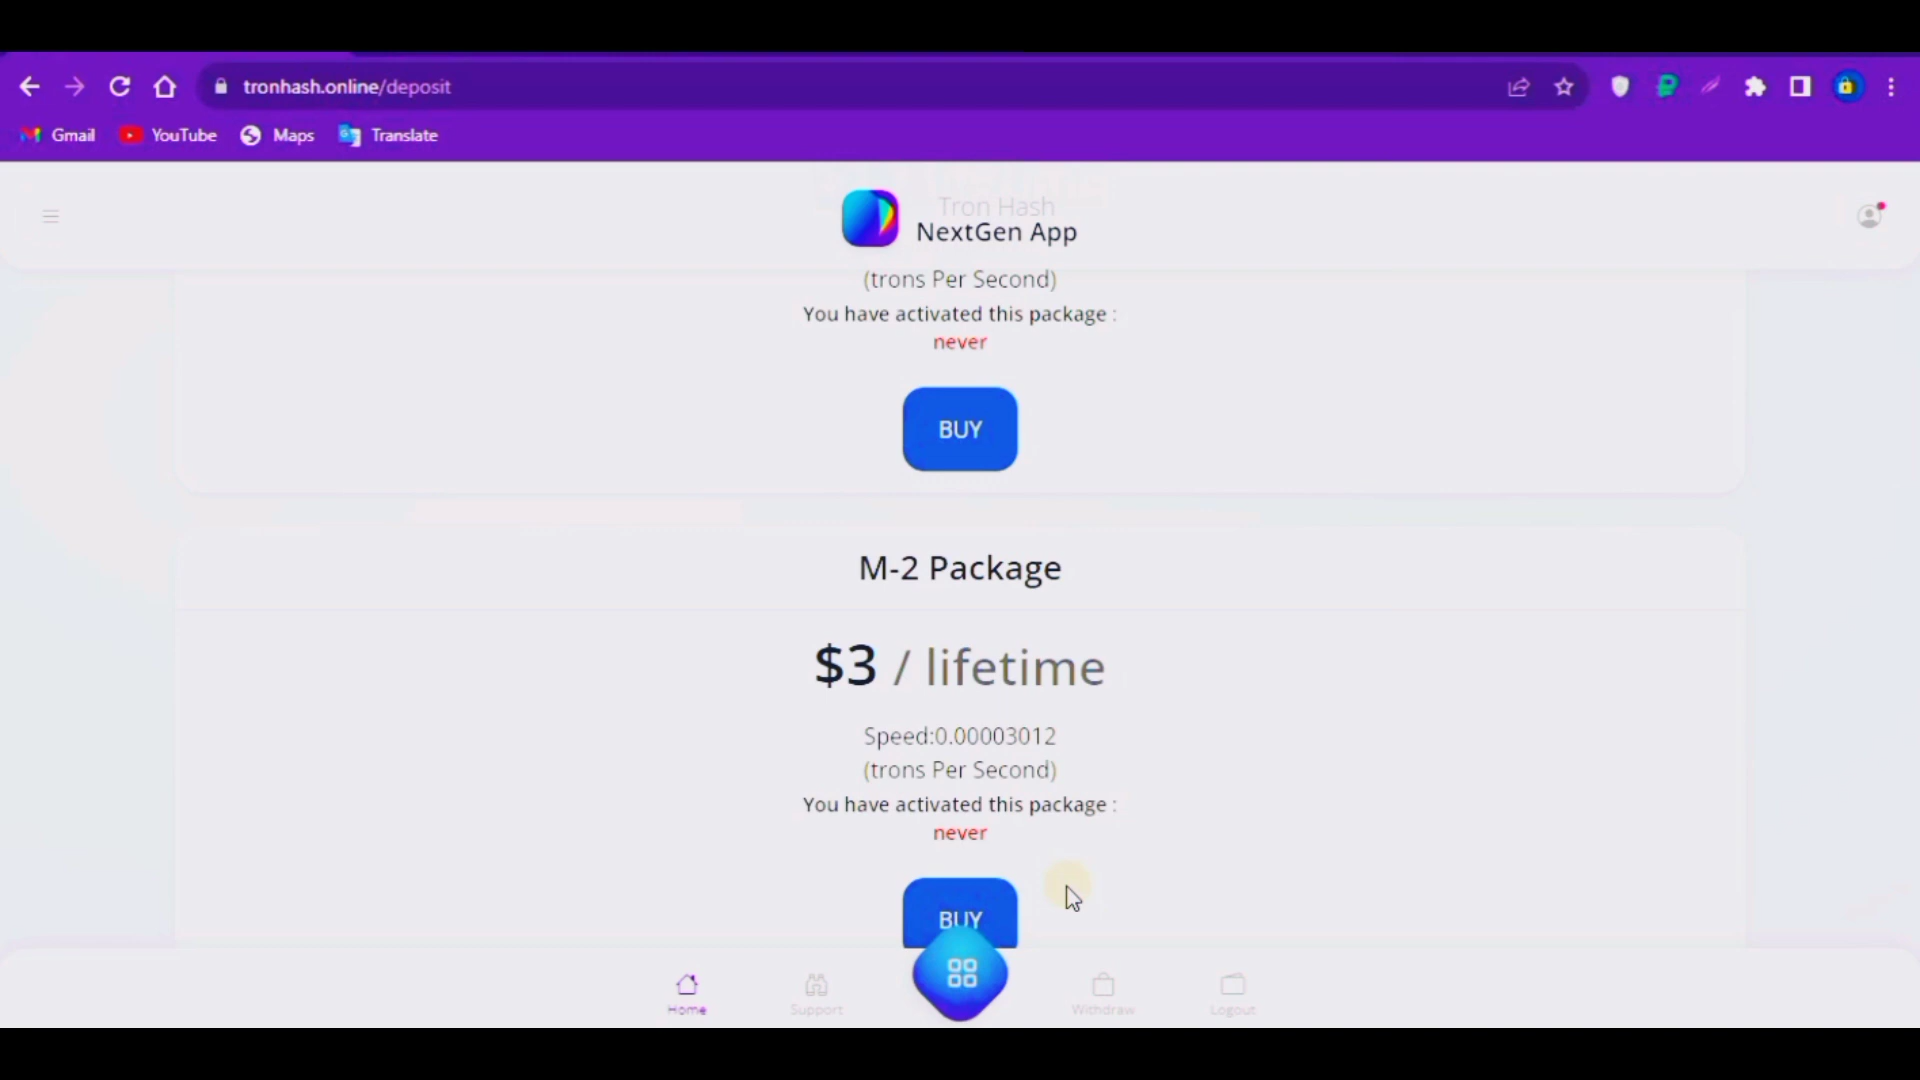 tronhash.online/deposit
Gmail YouTube Maps Translate
Tron Hash
NextGen App
(trons Per Second)
You have activated this package :
never
BUY
M-2 Package
$3 / lifetime
Speed:0.00003012
(trons Per Second)
You have activated this package :
never
BUY
Home Support Withdraw Logout